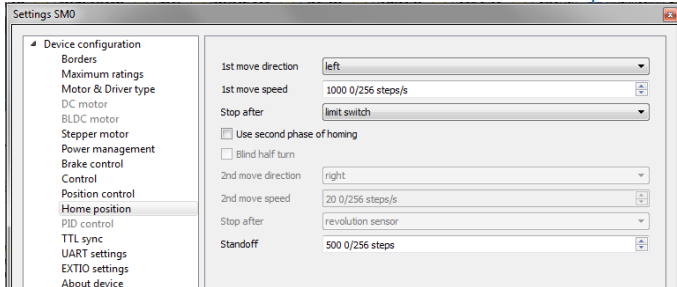 Settings SM0
Device configuration
Borders
Maximum ratings
Motor & Driver type
DC motor
BLDC motor
Stepper motor
Power management
Brake control
Control
Position control
Home position
PID control
TTL sync
UART settings
EXTIO settings
About device
1st move direction left
1st move speed 1000 0/256 steps/s
Stop after limit switch
Use second phase of homing
Blind half turn
2nd move direction right
2nd move speed 20 0/256 steps/s
Stop after revolution sensor
Standoff 500 0/256 steps